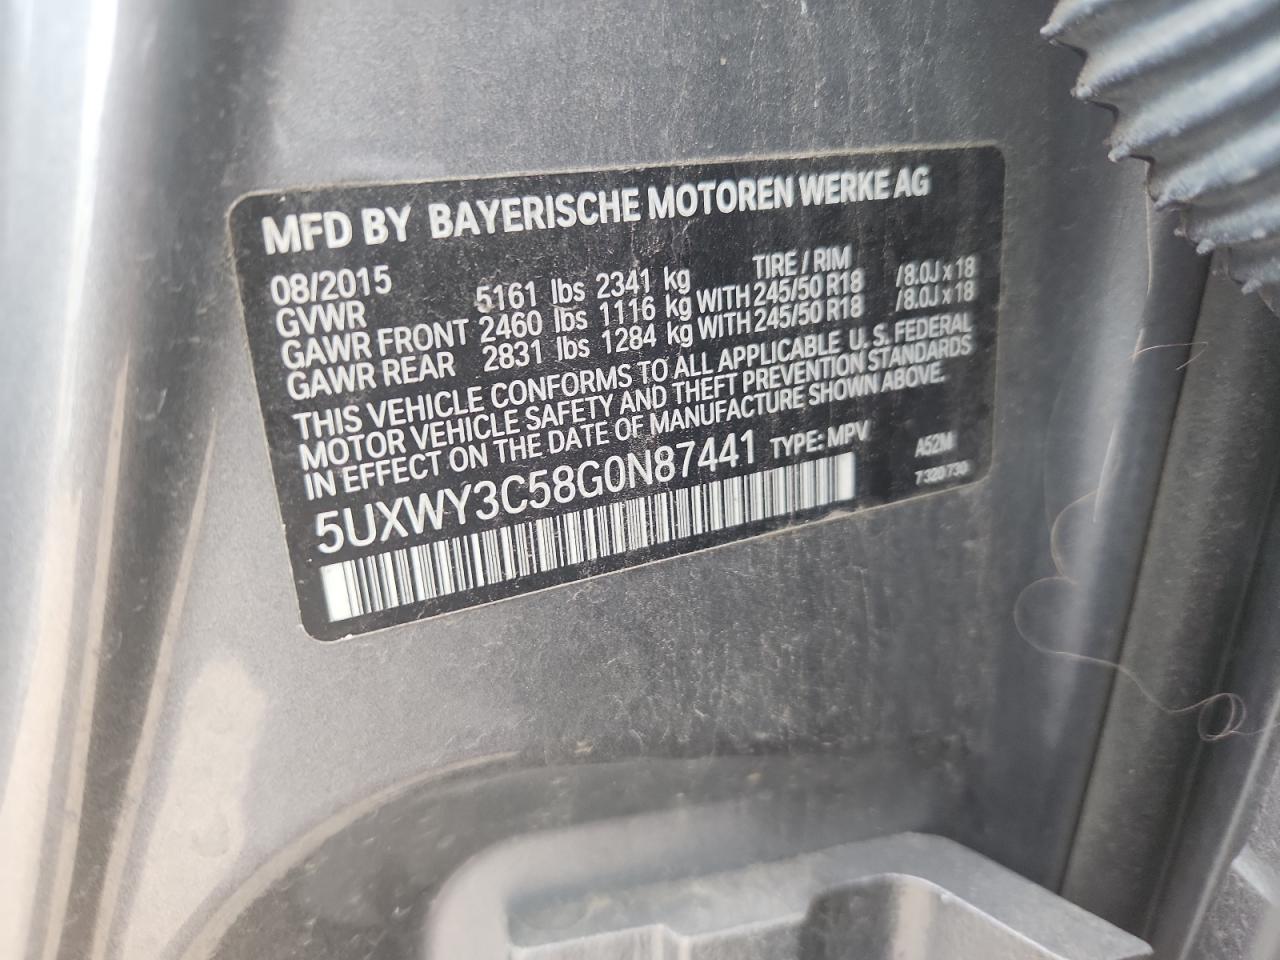 MFD BY BAYERISCHE MOTOREN WERKE AG
08/2015 TIRE / RIM
GVWR 5161 lbs 2341 kg
GAWR FRONT 2460 lbs 1116 kg WITH 245/50 R18 /8.0J x 18
GAWR REAR 2831 lbs 1284 kg WITH 245/50 R18 /8.0J x 18
THIS VEHICLE CONFORMS TO ALL APPLICABLE U.S. FEDERAL
MOTOR VEHICLE SAFETY AND THEFT PREVENTION STANDARDS
IN EFFECT ON THE DATE OF MANUFACTURE SHOWN ABOVE.
5UXWY3C58G0N87441 TYPE: MPV A52M
7320730